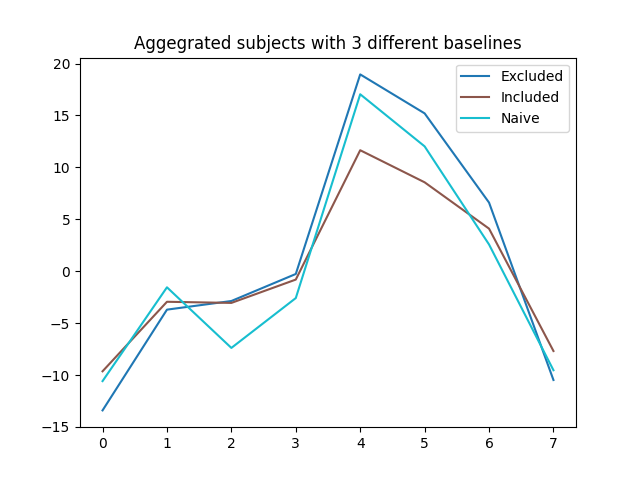 Aggegrated subjects with 3 different baselines
Excluded
Included
Naive
20
15
10
5
0
−5
−10
−15
0 1 2 3 4 5 6 7